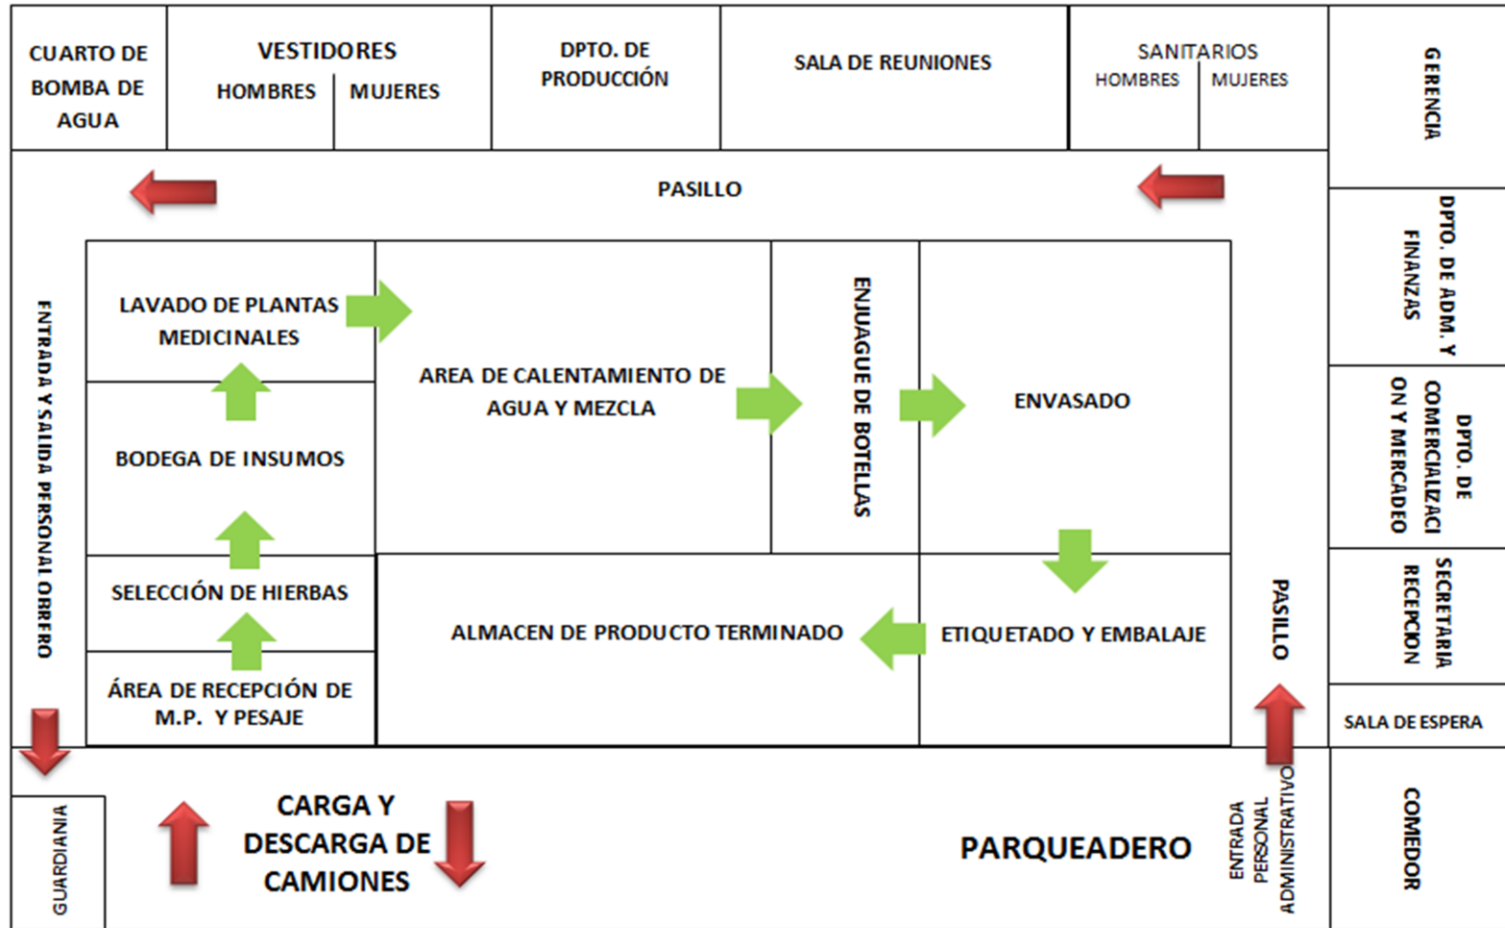 CUARTO DE
BOMBA DE
AGUA
VESTIDORES
HOMBRES
MUJERES
DPTO. DE
PRODUCCIÓN
SALA DE REUNIONES
SANITARIOS
HOMBRES
MUJERES
GERENCIA
PASILLO
DPTO. DE ADM. Y
FINANZAS
ENTRADA Y SALIDA PERSONAL OBRERO
LAVADO DE PLANTAS
MEDICINALES
AREA DE CALENTAMIENTO DE
AGUA Y MEZCLA
ENJUAGUE DE BOTELLAS
ENVASADO
DPTO. DE
COMERCIALIZACI
ON Y MERCADEO
BODEGA DE INSUMOS
SELECCIÓN DE HIERBAS
ALMACEN DE PRODUCTO TERMINADO
ETIQUETADO Y EMBALAJE
PASILLO
SECRETARIA
RECEPCION
ÁREA DE RECEPCIÓN DE
M.P. Y PESAJE
SALA DE ESPERA
GUARDIANIA
CARGA Y
DESCARGA DE
CAMIONES
PARQUEADERO
ENTRADA
PERSONAL
ADMINISTRATIVO
COMEDOR